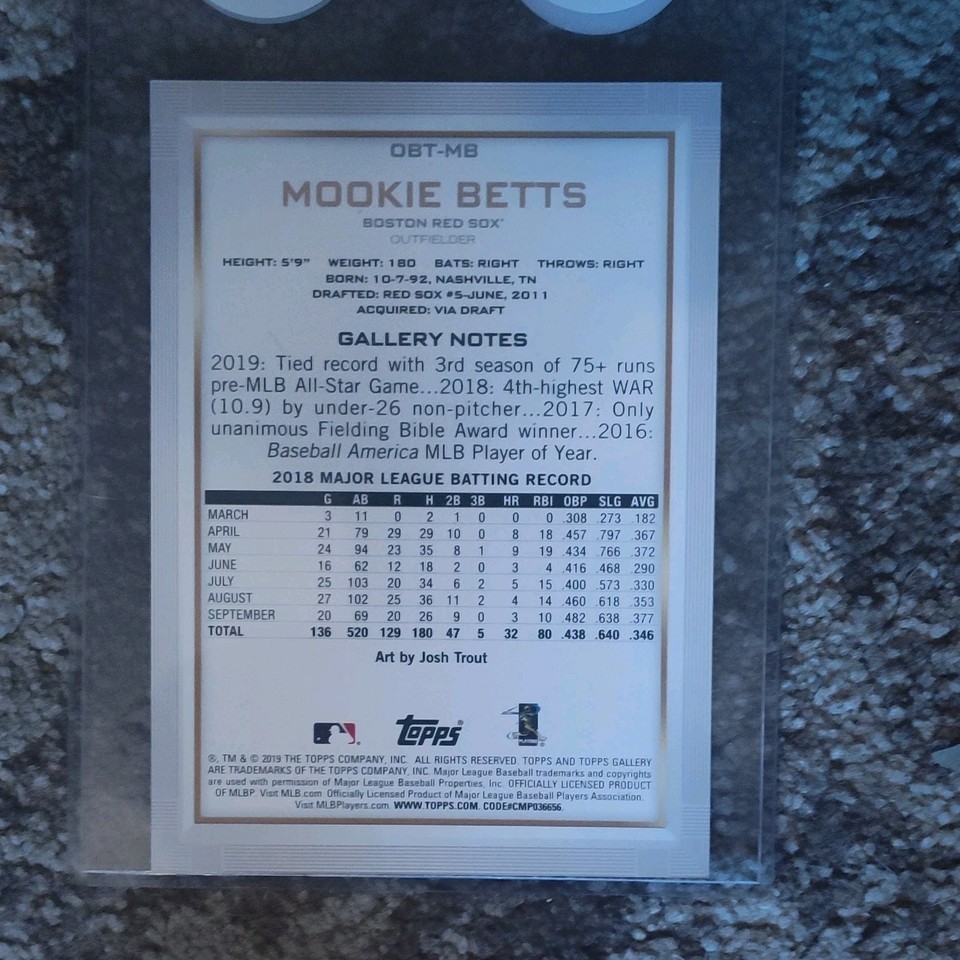 OBT-MB
MOOKIE BETTS
BOSTON RED SOX®
OUTFIELDER
HEIGHT: 5'9" WEIGHT: 180 BATS: RIGHT THROWS: RIGHT
BORN: 10-7-92, NASHVILLE, TN
DRAFTED: RED SOX #5-JUNE, 2011
ACQUIRED: VIA DRAFT
GALLERY NOTES
2019: Tied record with 3rd season of 75+ runs
pre-MLB All-Star Game...2018: 4th-highest WAR
(10.9) by under-26 non-pitcher...2017: Only
unanimous Fielding Bible Award winner...2016:
Baseball America MLB Player of Year.
2018 MAJOR LEAGUE BATTING RECORD
G AB R H 2B 3B HR RBI OBP SLG AVG
MARCH 3 11 0 2 1 0 0 0 .308 .273 .182
APRIL 21 79 29 29 10 0 8 18 .457 .797 .367
MAY 24 94 23 35 8 1 9 19 .434 .766 .372
JUNE 16 62 12 18 2 0 3 4 .416 .468 .290
JULY 25 103 20 34 6 2 5 15 .400 .573 .330
AUGUST 27 102 25 36 11 2 4 14 .460 .618 .353
SEPTEMBER 20 69 20 26 9 0 3 10 .482 .638 .377
TOTAL 136 520 129 180 47 5 32 80 .438 .640 .346
Art by Josh Trout
Topps®
®, TM & © 2019 THE TOPPS COMPANY, INC. ALL RIGHTS RESERVED. TOPPS AND TOPPS GALLERY
ARE TRADEMARKS OF THE TOPPS COMPANY, INC. Major League Baseball trademarks and copyrights
are used with permission of Major League Baseball Properties, Inc. OFFICIALLY LICENSED PRODUCT
OF MLBP. Visit MLB.com Officially Licensed Product of Major League Baseball Players Association.
Visit MLBPlayers.com WWW.TOPPS.COM. CODE#CMP036656.